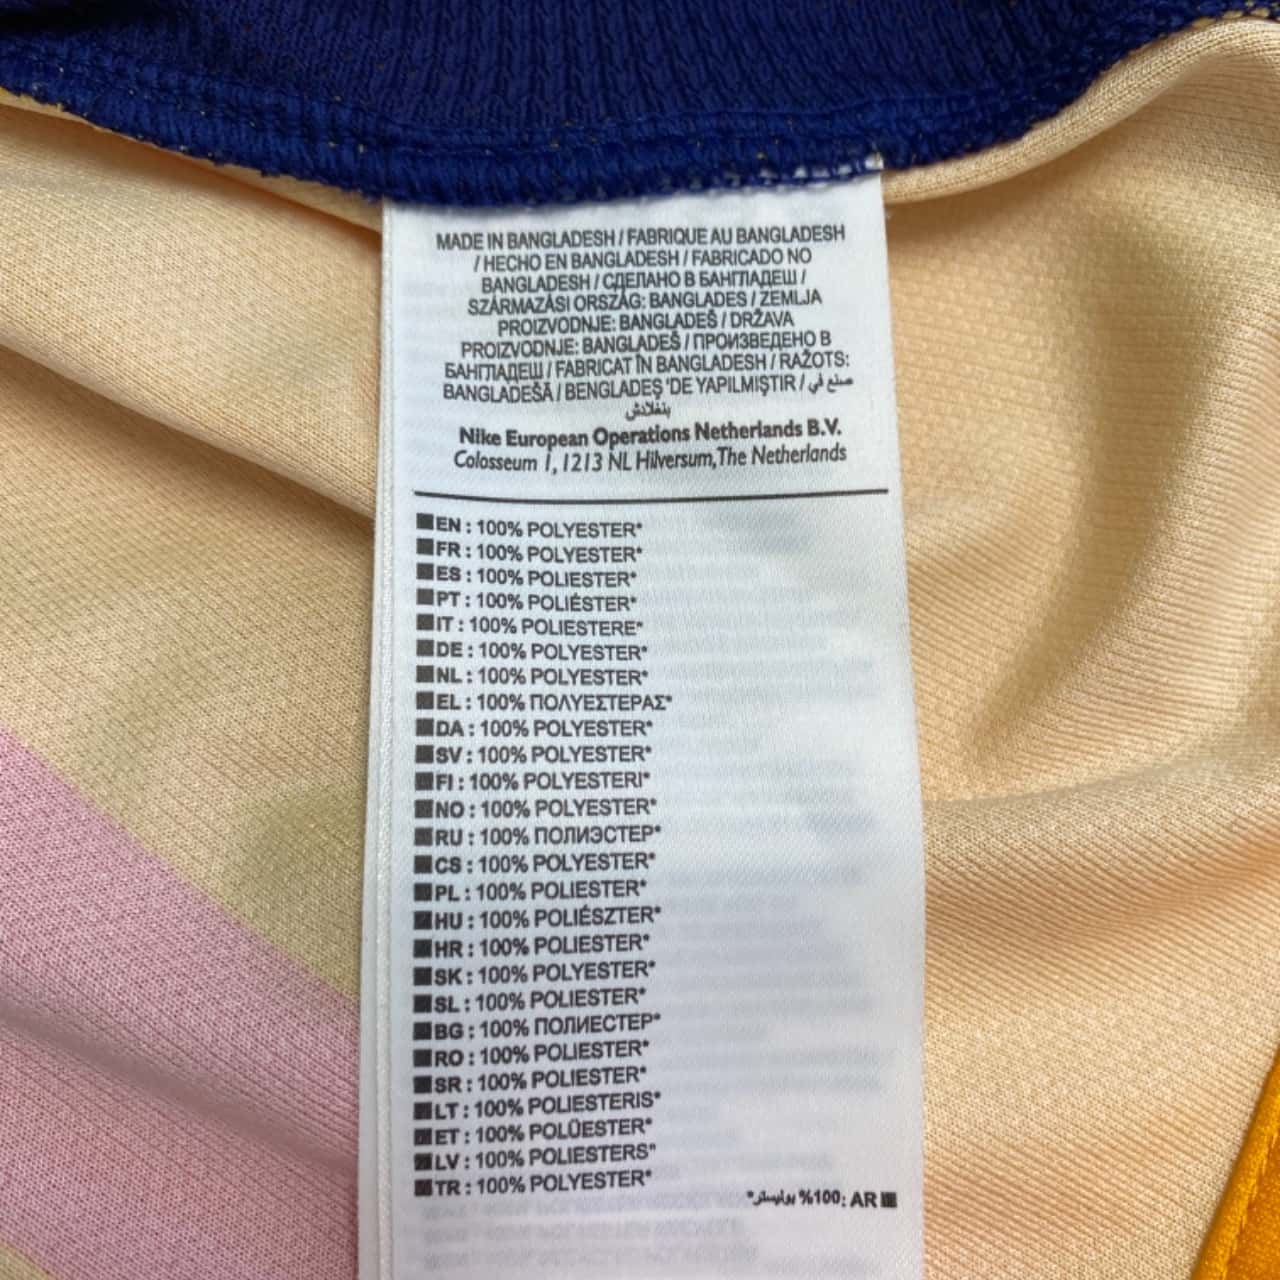 MADE IN BANGLADESH / FABRIQUE AU BANGLADESH
/ HECHO EN BANGLADESH / FABRICADO NO
BANGLADESH / СДЕЛАНО В БАНГЛАДЕШ /
SZÁRMAZÁSI ORSZÁG: BANGLADES / ZEMLJA
PROIZVODNJE: BANGLADEŠ / DRŽAVA
PROIZVODNJE: BANGLADEŠ / ПРОИЗВЕДЕНО В
БАНГЛАДЕШ / FABRICAT ÎN BANGLADESH / RAŽOTS:
BANGLADEŠĀ / BENGLADEŞ 'DE YAPILMIŞTIR / صنع في
بنغلادش
Nike European Operations Netherlands B.V.
Colosseum 1, 1213 NL Hilversum, The Netherlands
EN : 100% POLYESTER*
FR : 100% POLYESTER*
ES : 100% POLIESTER*
PT : 100% POLIÉSTER*
IT : 100% POLIESTERE*
DE : 100% POLYESTER*
NL : 100% POLYESTER*
EL : 100% ΠΟΛΥΕΣΤΕΡΑΣ*
DA : 100% POLYESTER*
SV : 100% POLYESTER*
FI : 100% POLYESTERI*
NO : 100% POLYESTER*
RU : 100% ПОЛИЭСТЕР*
CS : 100% POLYESTER*
PL : 100% POLIESTER*
HU : 100% POLIÉSZTER*
HR : 100% POLIESTER*
SK : 100% POLYESTER*
SL : 100% POLIESTER*
BG : 100% ПОЛИЕСТЕР*
RO : 100% POLIESTER*
SR : 100% POLIESTER*
LT : 100% POLIESTERIS*
ET : 100% POLÜESTER*
LV : 100% POLIESTERS*
TR : 100% POLYESTER*
AR :100% بوليستر*